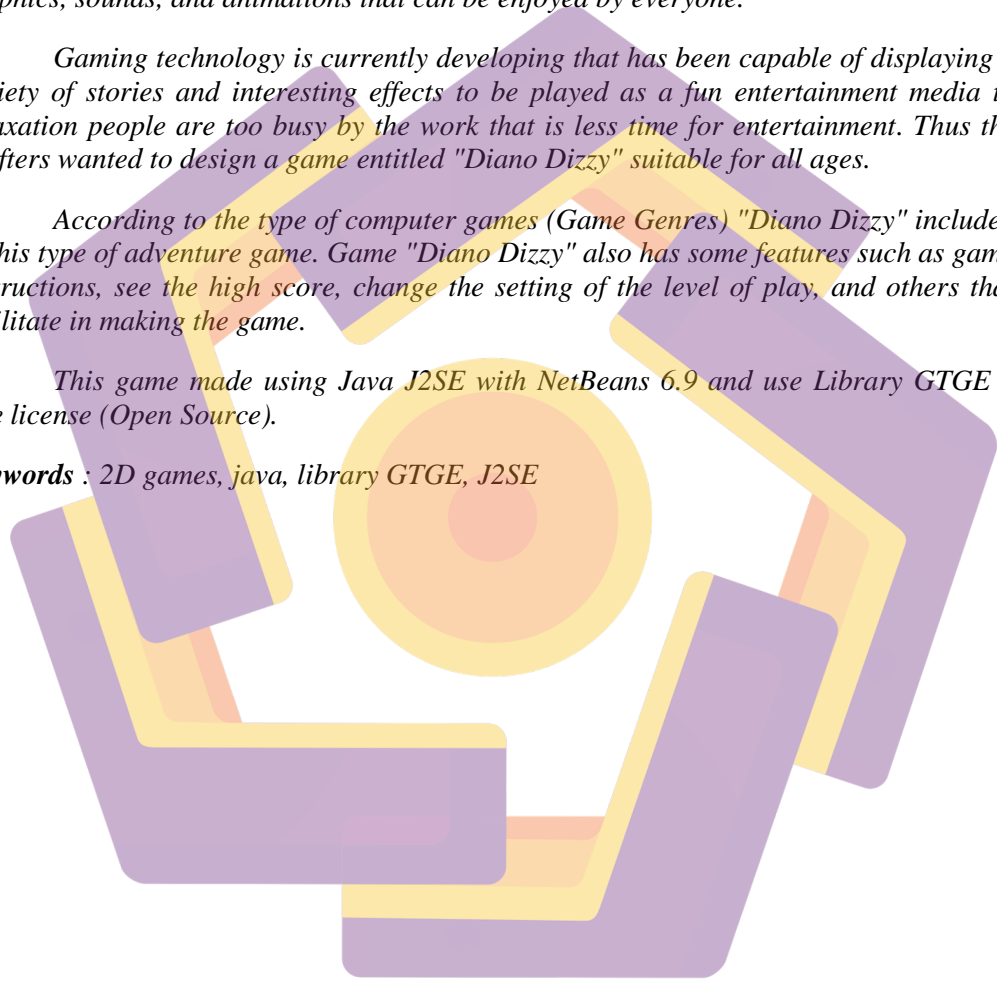 phics, sounds, and animations that can be enjoyed by everyone.
Gaming technology is currently developing that has been capable of displaying
iety of stories and interesting effects to be played as a fun entertainment media t
axation people are too busy by the work that is less time for entertainment. Thus th
fters wanted to design a game entitled "Diano Dizzy" suitable for all ages.
According to the type of computer games (Game Genres) "Diano Dizzy" include
this type of adventure game. Game "Diano Dizzy" also has some features such as gam
tructions, see the high score, change the setting of the level of play, and others tha
ilitate in making the game.
This game made using Java J2SE with NetBeans 6.9 and use Library GTGE
e license (Open Source).
words : 2D games, java, library GTGE, J2SE